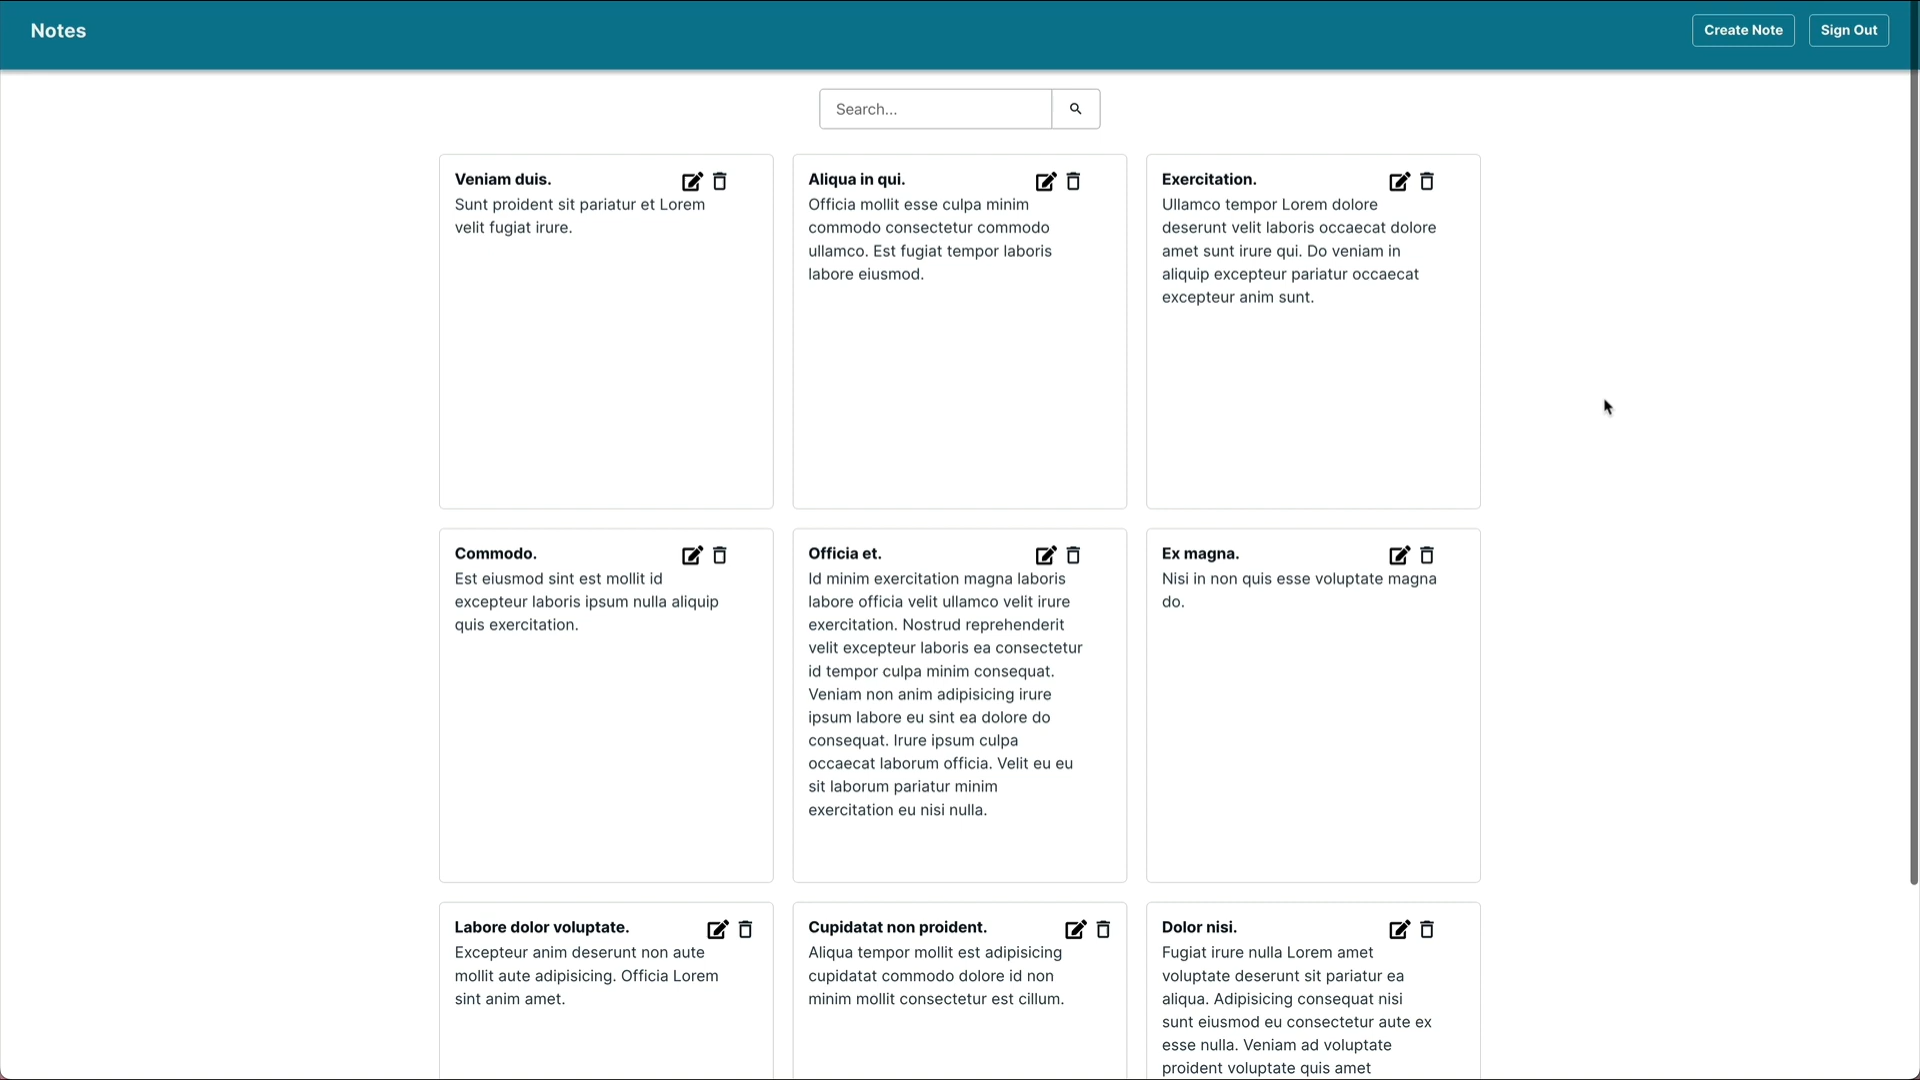 Notes
Create Note
Sign Out
Search...
Veniam duis.
Sunt proident sit pariatur et Lorem
velit fugiat irure.
Aliqua in qui.
Officia mollit esse culpa minim
commodo consectetur commodo
ullamco. Est fugiat tempor laboris
labore eiusmod.
Exercitation.
Ullamco tempor Lorem dolore
deserunt velit laboris occaecat dolore
amet sunt irure qui. Do veniam in
aliquip excepteur pariatur occaecat
excepteur anim sunt.
Commodo.
Est eiusmod sint est mollit id
excepteur laboris ipsum nulla aliquip
quis exercitation.
Officia et.
Id minim exercitation magna laboris
labore officia velit ullamco velit irure
exercitation. Nostrud reprehenderit
velit excepteur laboris ea consectetur
id tempor culpa minim consequat.
Veniam non anim adipisicing irure
ipsum labore eu sint ea dolore do
consequat. Irure ipsum culpa
occaecat laborum officia. Velit eu eu
sit laborum pariatur minim
exercitation eu nisi nulla.
Ex magna.
Nisi in non quis esse voluptate magna
do.
Labore dolor voluptate.
Excepteur anim deserunt non aute
mollit aute adipisicing. Officia Lorem
sint anim amet.
Cupidatat non proident.
Aliqua tempor mollit est adipisicing
cupidatat commodo dolore id non
minim mollit consectetur est cillum.
Dolor nisi.
Fugiat irure nulla Lorem amet
voluptate deserunt sit pariatur ea
aliqua. Adipisicing consequat nisi
sunt eiusmod eu consectetur aute ex
esse nulla. Veniam ad voluptate
proident voluptate quis amet